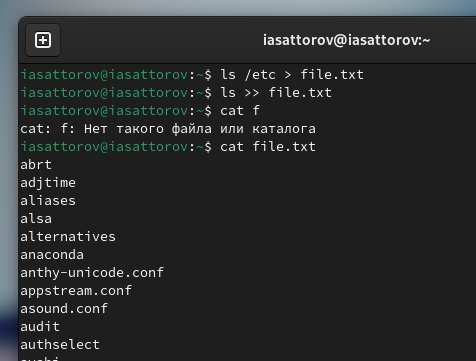 iasattorov@iasattorov:~
iasattorov@iasattorov:~$ ls /etc > file.txt
iasattorov@iasattorov:~$ ls >> file.txt
iasattorov@iasattorov:~$ cat f
cat: f: Нет такого файла или каталога
iasattorov@iasattorov:~$ cat file.txt
abrt
adjtime
aliases
alsa
alternatives
anaconda
anthy-unicode.conf
appstream.conf
asound.conf
audit
authselect